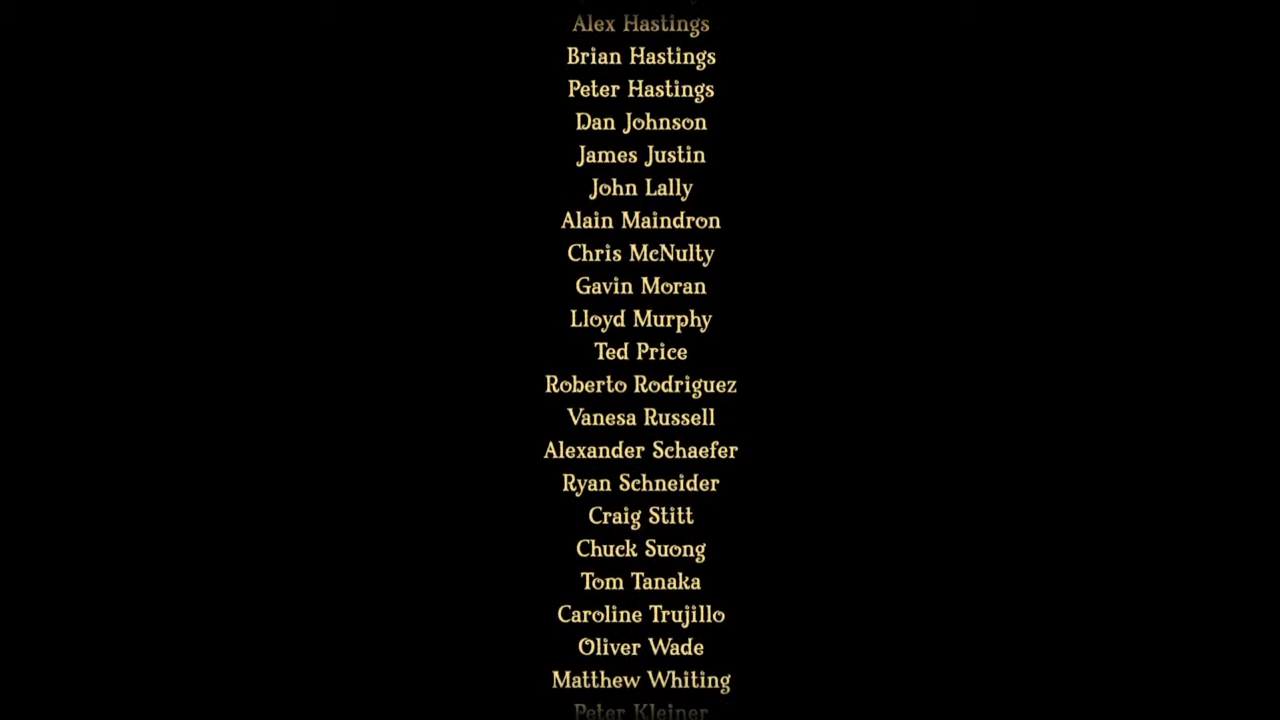 Alex Hastings
Brian Hastings
Peter Hastings
Dan Johnson
James Justin
John Lally
Alain Maindron
Chris McNulty
Gavin Moran
Lloyd Murphy
Ted Price
Roberto Rodriguez
Vanesa Russell
Alexander Schaefer
Ryan Schneider
Craig Stitt
Chuck Suong
Tom Tanaka
Caroline Trujillo
Oliver Wade
Matthew Whiting
Peter Kleiner